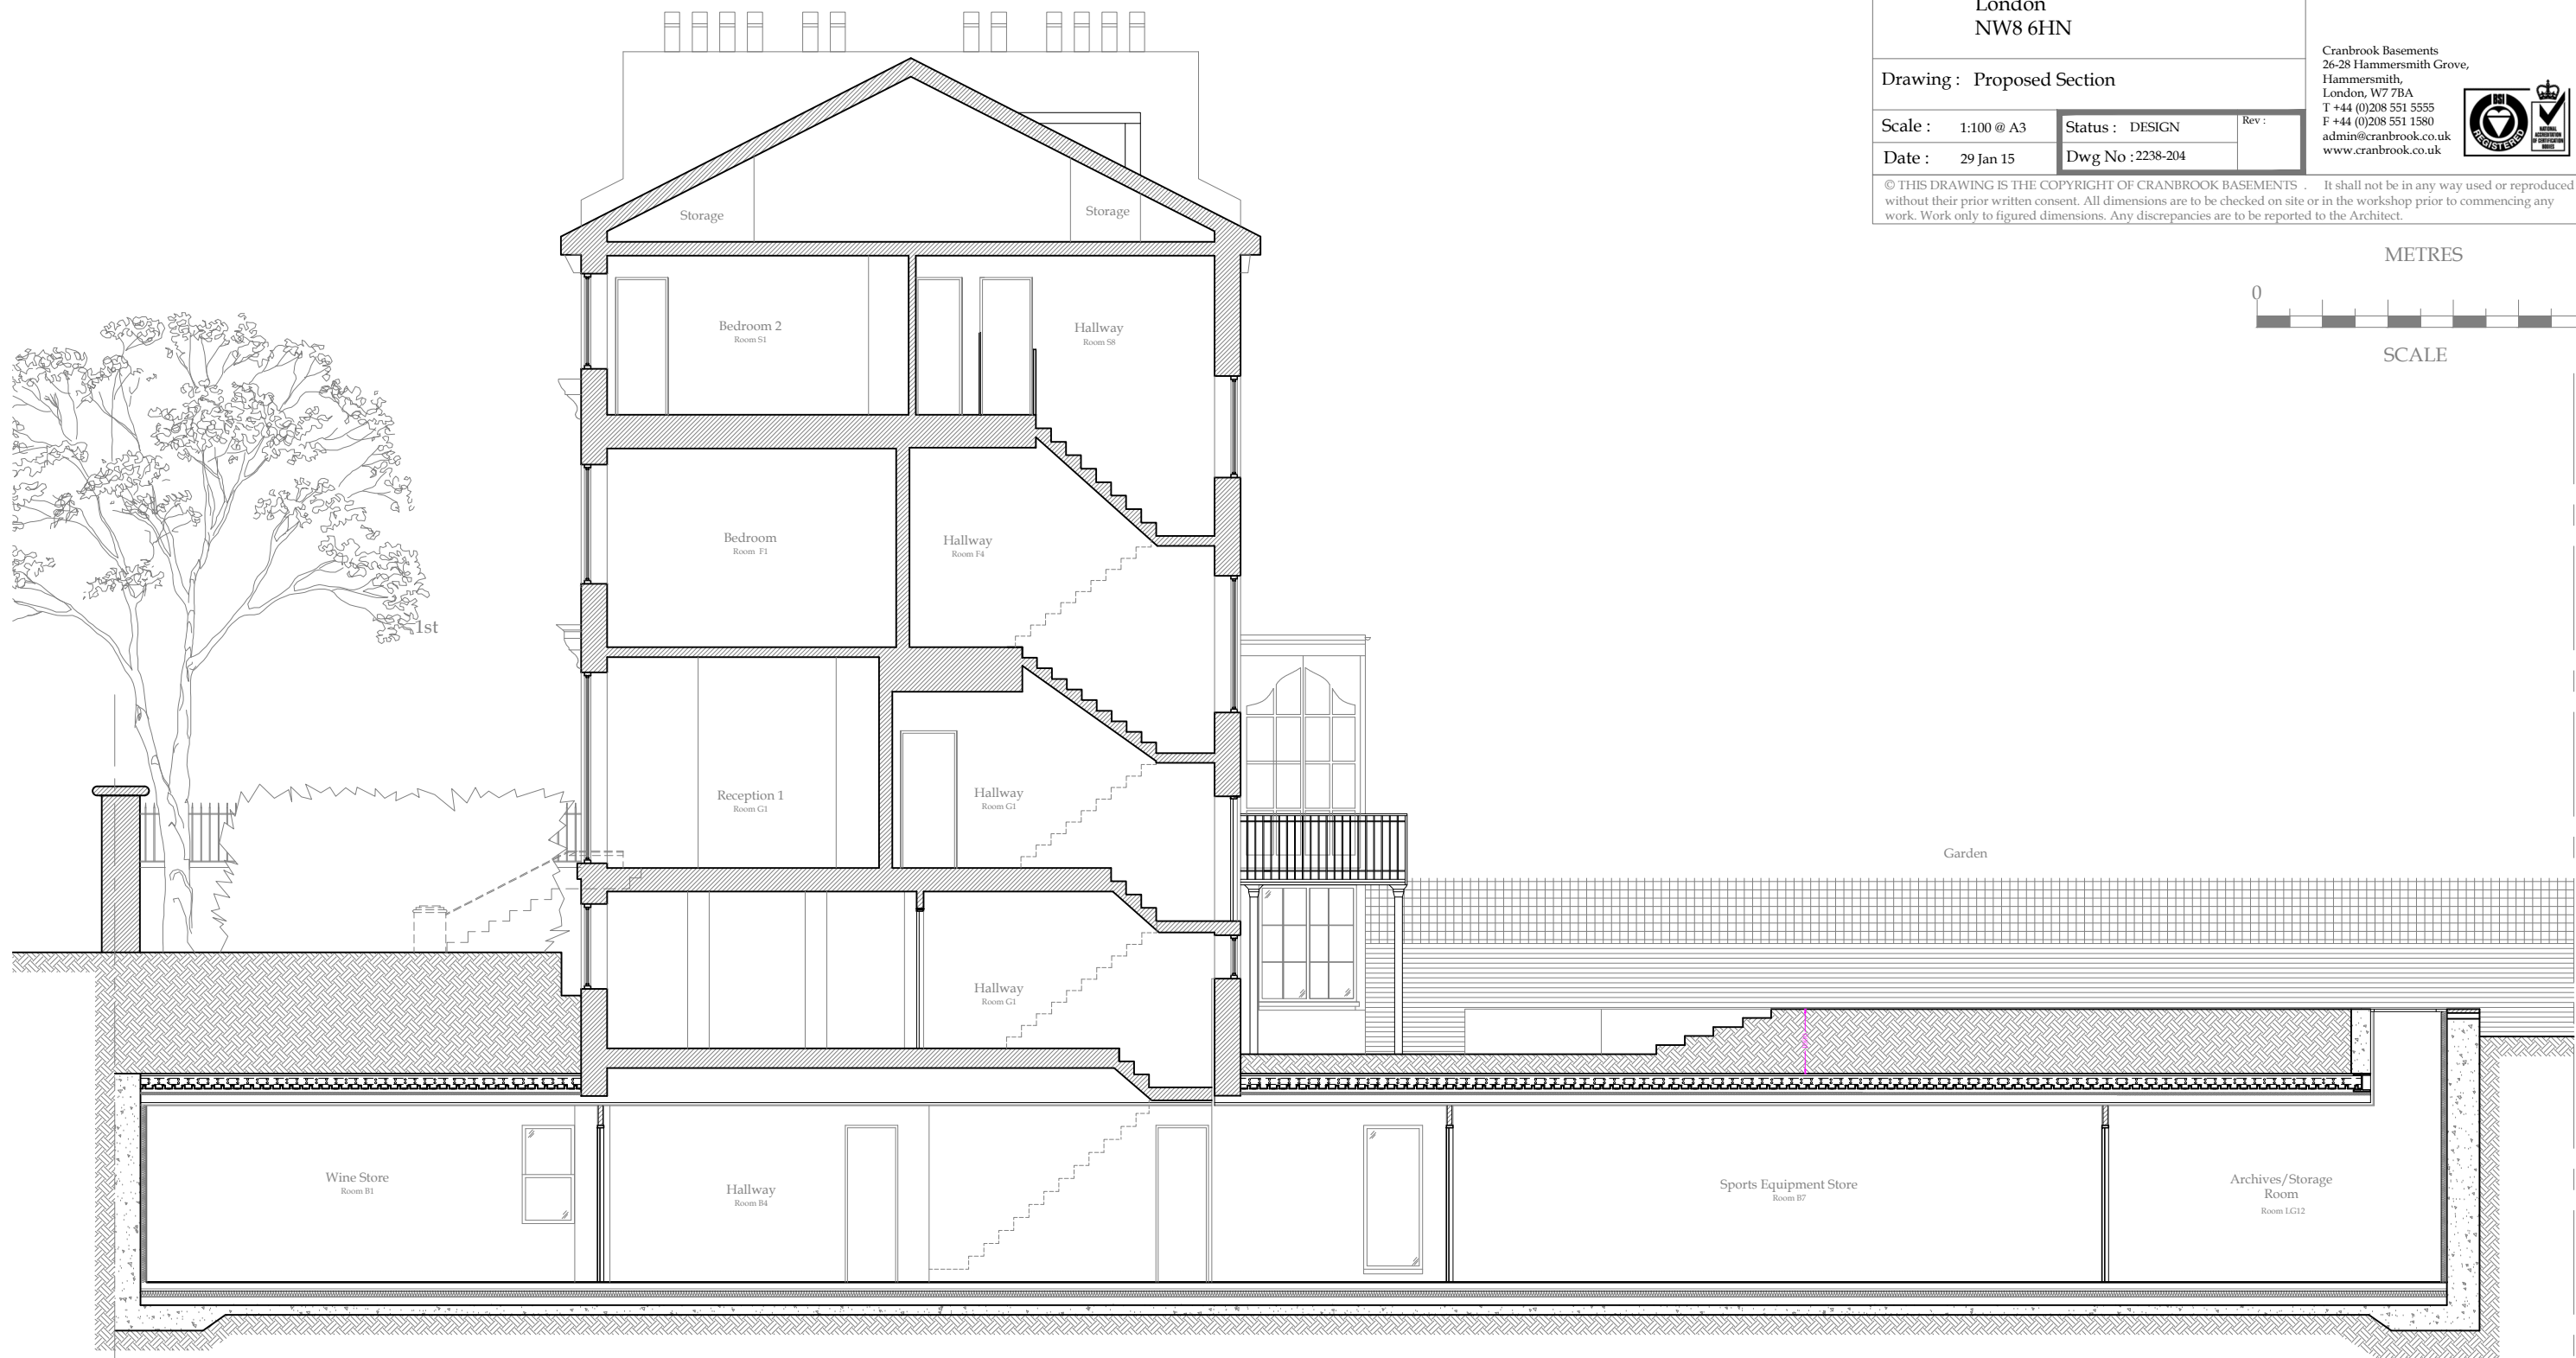 London
NW8 6HN
Drawing : Proposed Section
Scale : 1:100 @ A3
Status : DESIGN
Rev :
Date : 29 Jan 15
Dwg No : 2238-204
Cranbrook Basements
26-28 Hammersmith Grove,
Hammersmith,
London, W7 7BA
T +44 (0)208 551 5555
F +44 (0)208 551 1580
admin@cranbrook.co.uk
www.cranbrook.co.uk
BSI
REGISTERED
NATIONAL
ACCREDITATION
OF CERTIFICATION
BODIES
© THIS DRAWING IS THE COPYRIGHT OF CRANBROOK BASEMENTS . It shall not be in any way used or reproduced
without their prior written consent. All dimensions are to be checked on site or in the workshop prior to commencing any
work. Work only to figured dimensions. Any discrepancies are to be reported to the Architect.
METRES
0
SCALE
Storage
Storage
Bedroom 2
Room S1
Hallway
Room S8
Bedroom
Room F1
Hallway
Room F4
1st
Reception 1
Room G1
Hallway
Room G1
Garden
Hallway
Room G1
Wine Store
Room B1
Hallway
Room B4
Sports Equipment Store
Room B7
Archives/Storage
Room
Room LG12